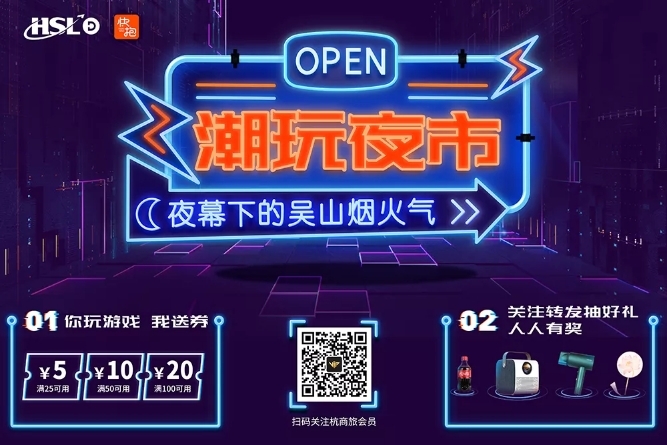 HSL
快抱
OPEN
潮玩夜市
夜幕下的吴山烟火气
01 你玩游戏 我送券
¥5
满25可用
¥10
满50可用
¥20
满100可用
扫码关注杭商旅会员
02 关注转发抽好礼
人人有奖